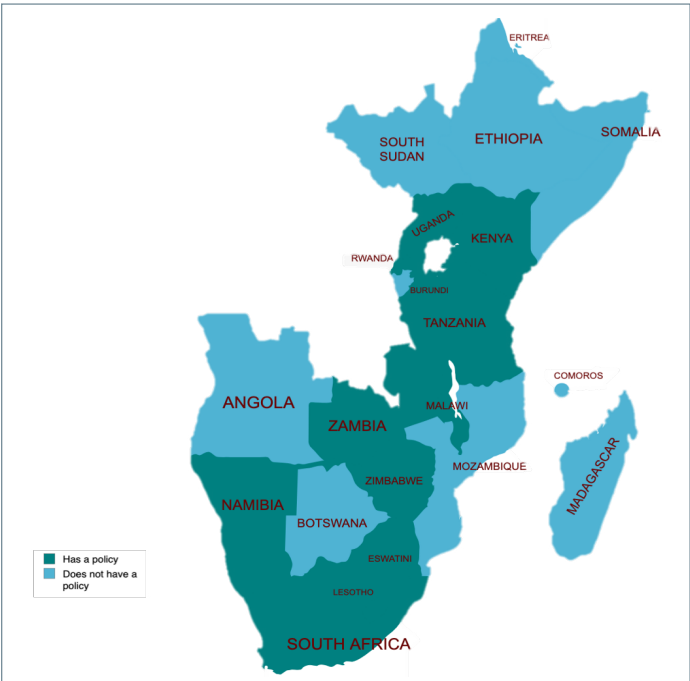 ERITREA
SOMALIA
ETHIOPIA
SOUTH
SUDAN
UGANDA
KENYA
RWANDA
BURUNDI
TANZANIA
COMOROS
ANGOLA
MALAWI
ZAMBIA
MOZAMBIQUE
MADAGASCAR
ZIMBABWE
NAMIBIA
BOTSWANA
ESWATINI
Has a policy
Does not have a
policy
LESOTHO
SOUTH AFRICA